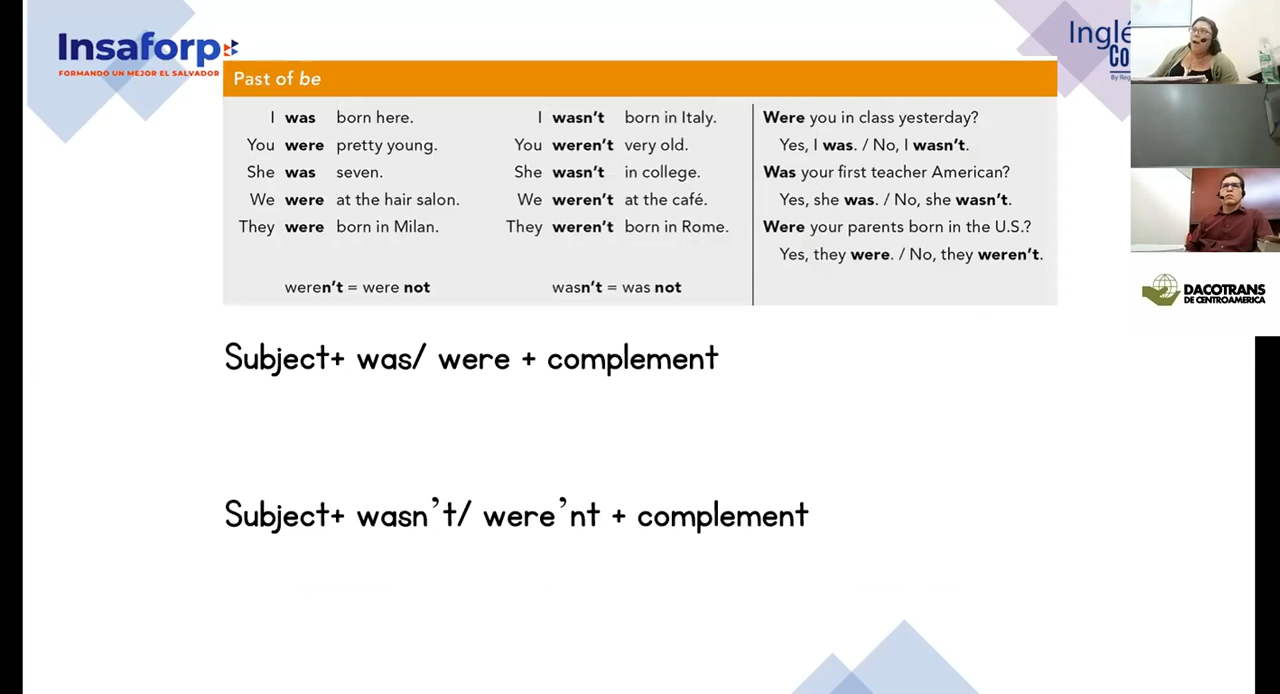 Insaforp
FORMANDO UN MEJOR EL SALVADOR
Inglé
CO
Past of be
I was born here.
You were pretty young.
She was seven.
We were at the hair salon.
They were born in Milan.
weren't = were not
I wasn't born in Italy.
You weren't very old.
She wasn't in college.
We weren't at the café.
They weren't born in Rome.
wasn't = was not
Were you in class yesterday?
Yes, I was. / No, I wasn't.
Was your first teacher American?
Yes, she was. / No, she wasn't.
Were your parents born in the U.S.?
Yes, they were. / No, they weren't.
DACOTRANS
DE CENTROAMERICA
Subject+ was/ were + complement
Subject+ wasn't/ were'nt + complement